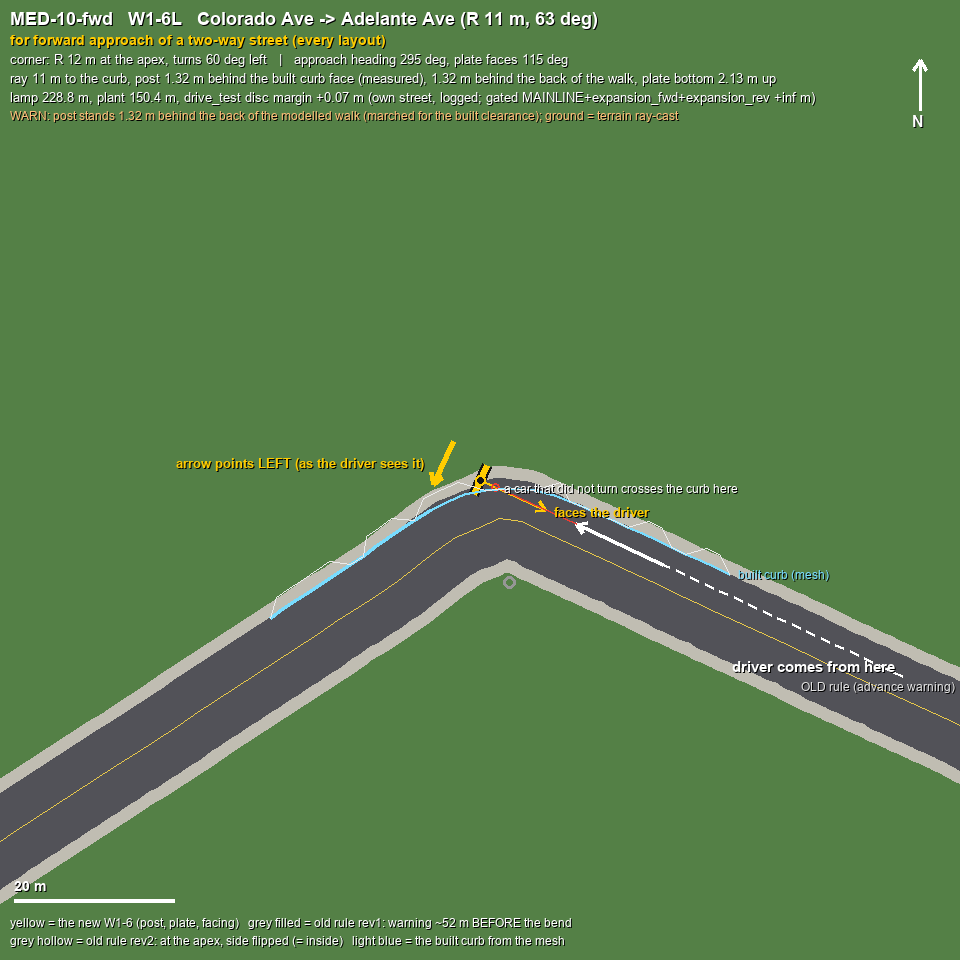 MED-10-fwd   W1-6L   Colorado Ave -> Adelante Ave (R 11 m, 63 deg)
for forward approach of a two-way street (every layout)
corner: R 12 m at the apex, turns 60 deg left   |   approach heading 295 deg, plate faces 115 deg
ray 11 m to the curb, post 1.32 m behind the built curb face (measured), 1.32 m behind the back of the walk, plate bottom 2.13 m up
lamp 228.8 m, plant 150.4 m, drive_test disc margin +0.07 m (own street, logged; gated MAINLINE+expansion_fwd+expansion_rev +inf m)
WARN: post stands 1.32 m behind the back of the modelled walk (marched for the built clearance); ground = terrain ray-cast
N
arrow points LEFT (as the driver sees it)
a car that did not turn crosses the curb here
faces the driver
built curb (mesh)
driver comes from here
OLD rule (advance warning)
20 m
yellow = the new W1-6 (post, plate, facing)   grey filled = old rule rev1: warning ~52 m BEFORE the bend
grey hollow = old rule rev2: at the apex, side flipped (= inside)   light blue = the built curb from the mesh